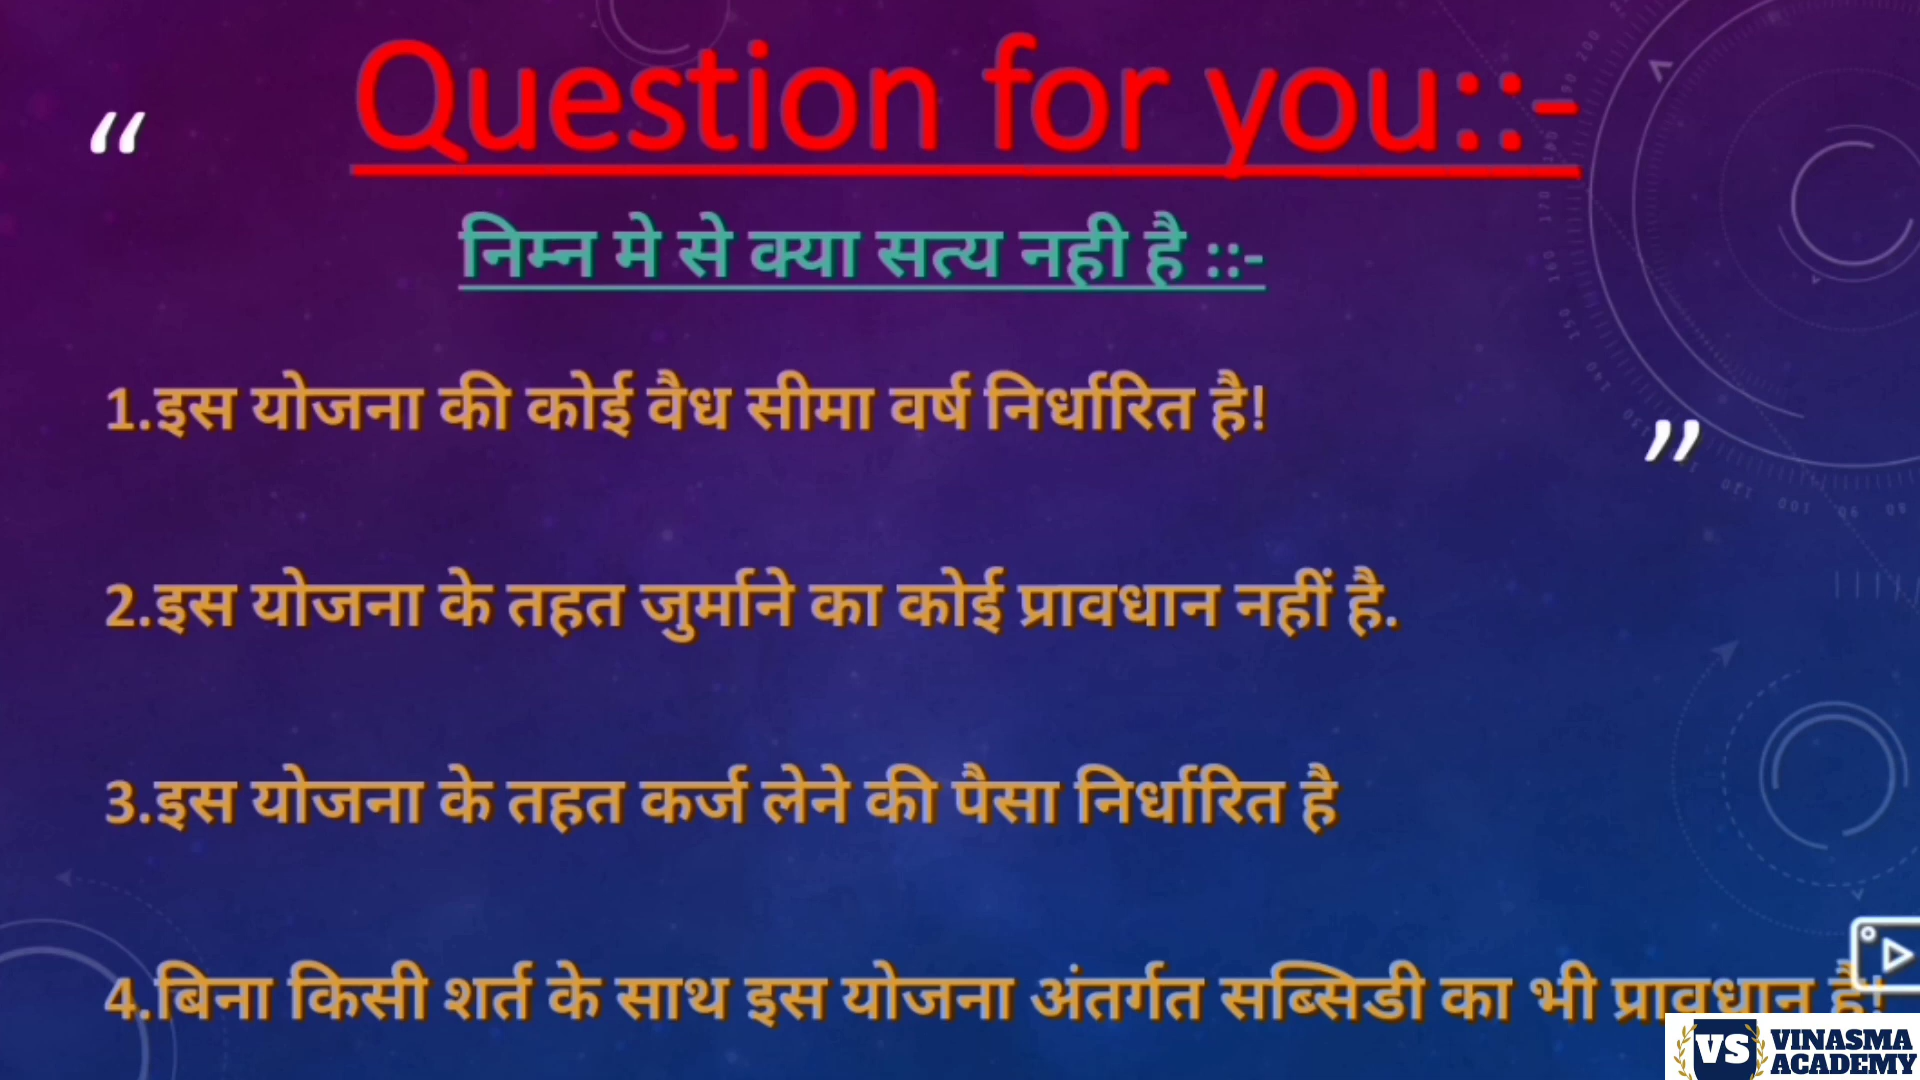 “
Question for you::-
निम्न मे से क्या सत्य नही है ::-
1.इस योजना की कोई वैध सीमा वर्ष निर्धारित है!
”
2.इस योजना के तहत जुर्माने का कोई प्रावधान नहीं है.
3.इस योजना के तहत कर्ज लेने की पैसा निर्धारित है
4.बिना किसी शर्त के साथ इस योजना अंतर्गत सब्सिडी का भी प्रावधान है!
VS VINASMA
ACADEMY